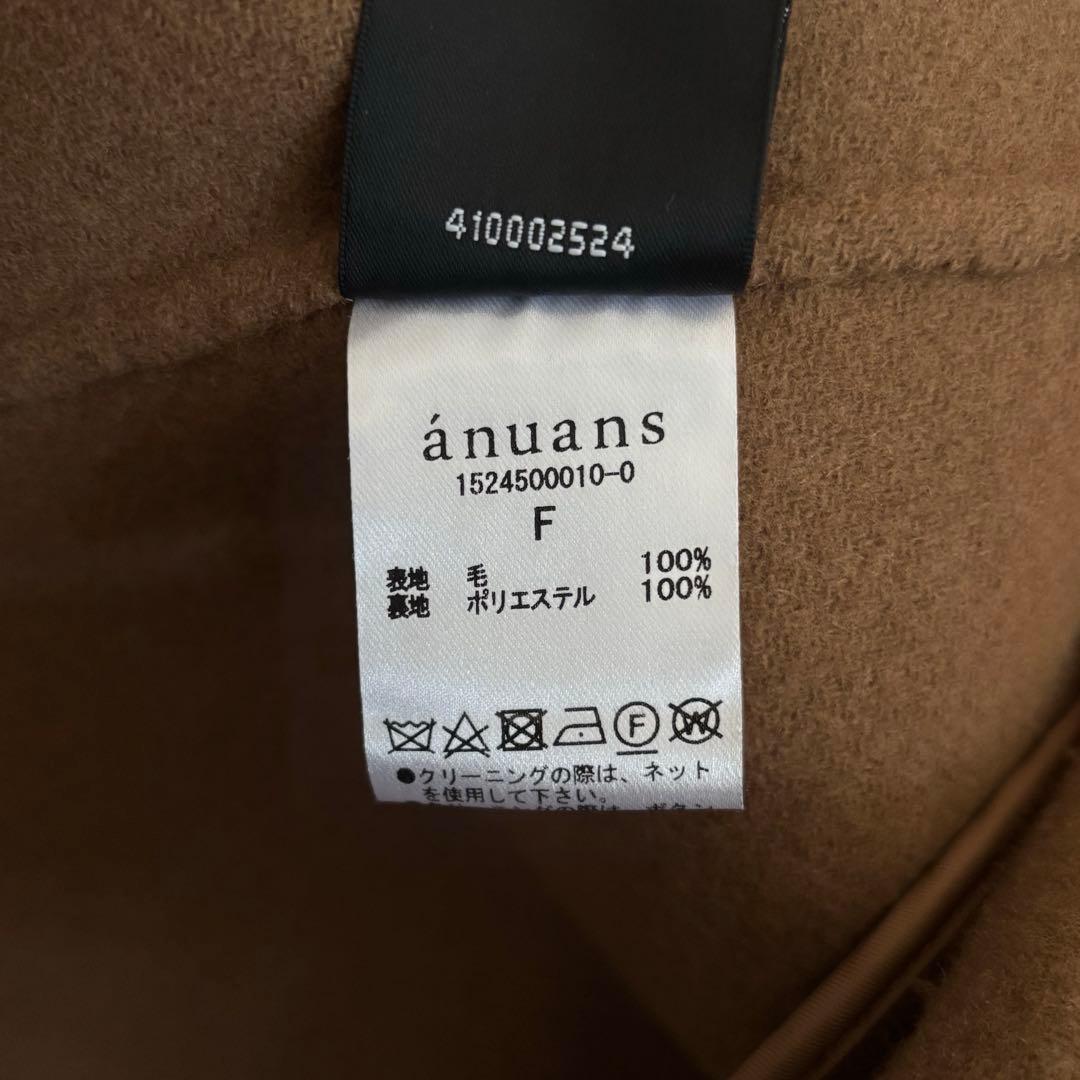 410002524
ánuans
1524500010-0
F
表地 毛 100%
裏地 ポリエステル 100%
F W
●クリーニングの際は、ネット
を使用して下さい。